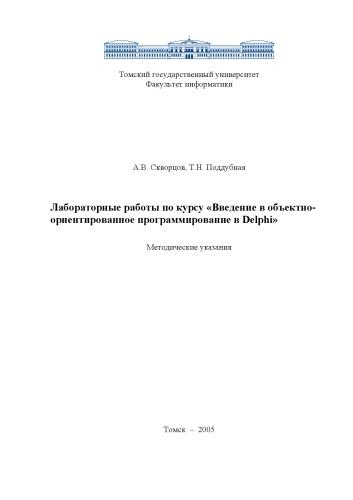 Томский государственный университет
Факультет информатики
А.В. Скворцов, Т.Н. Поддубная
Лабораторные работы по курсу «Введение в объектно-
ориентированное программирование в Delphi»
Методические указания
Томск – 2005